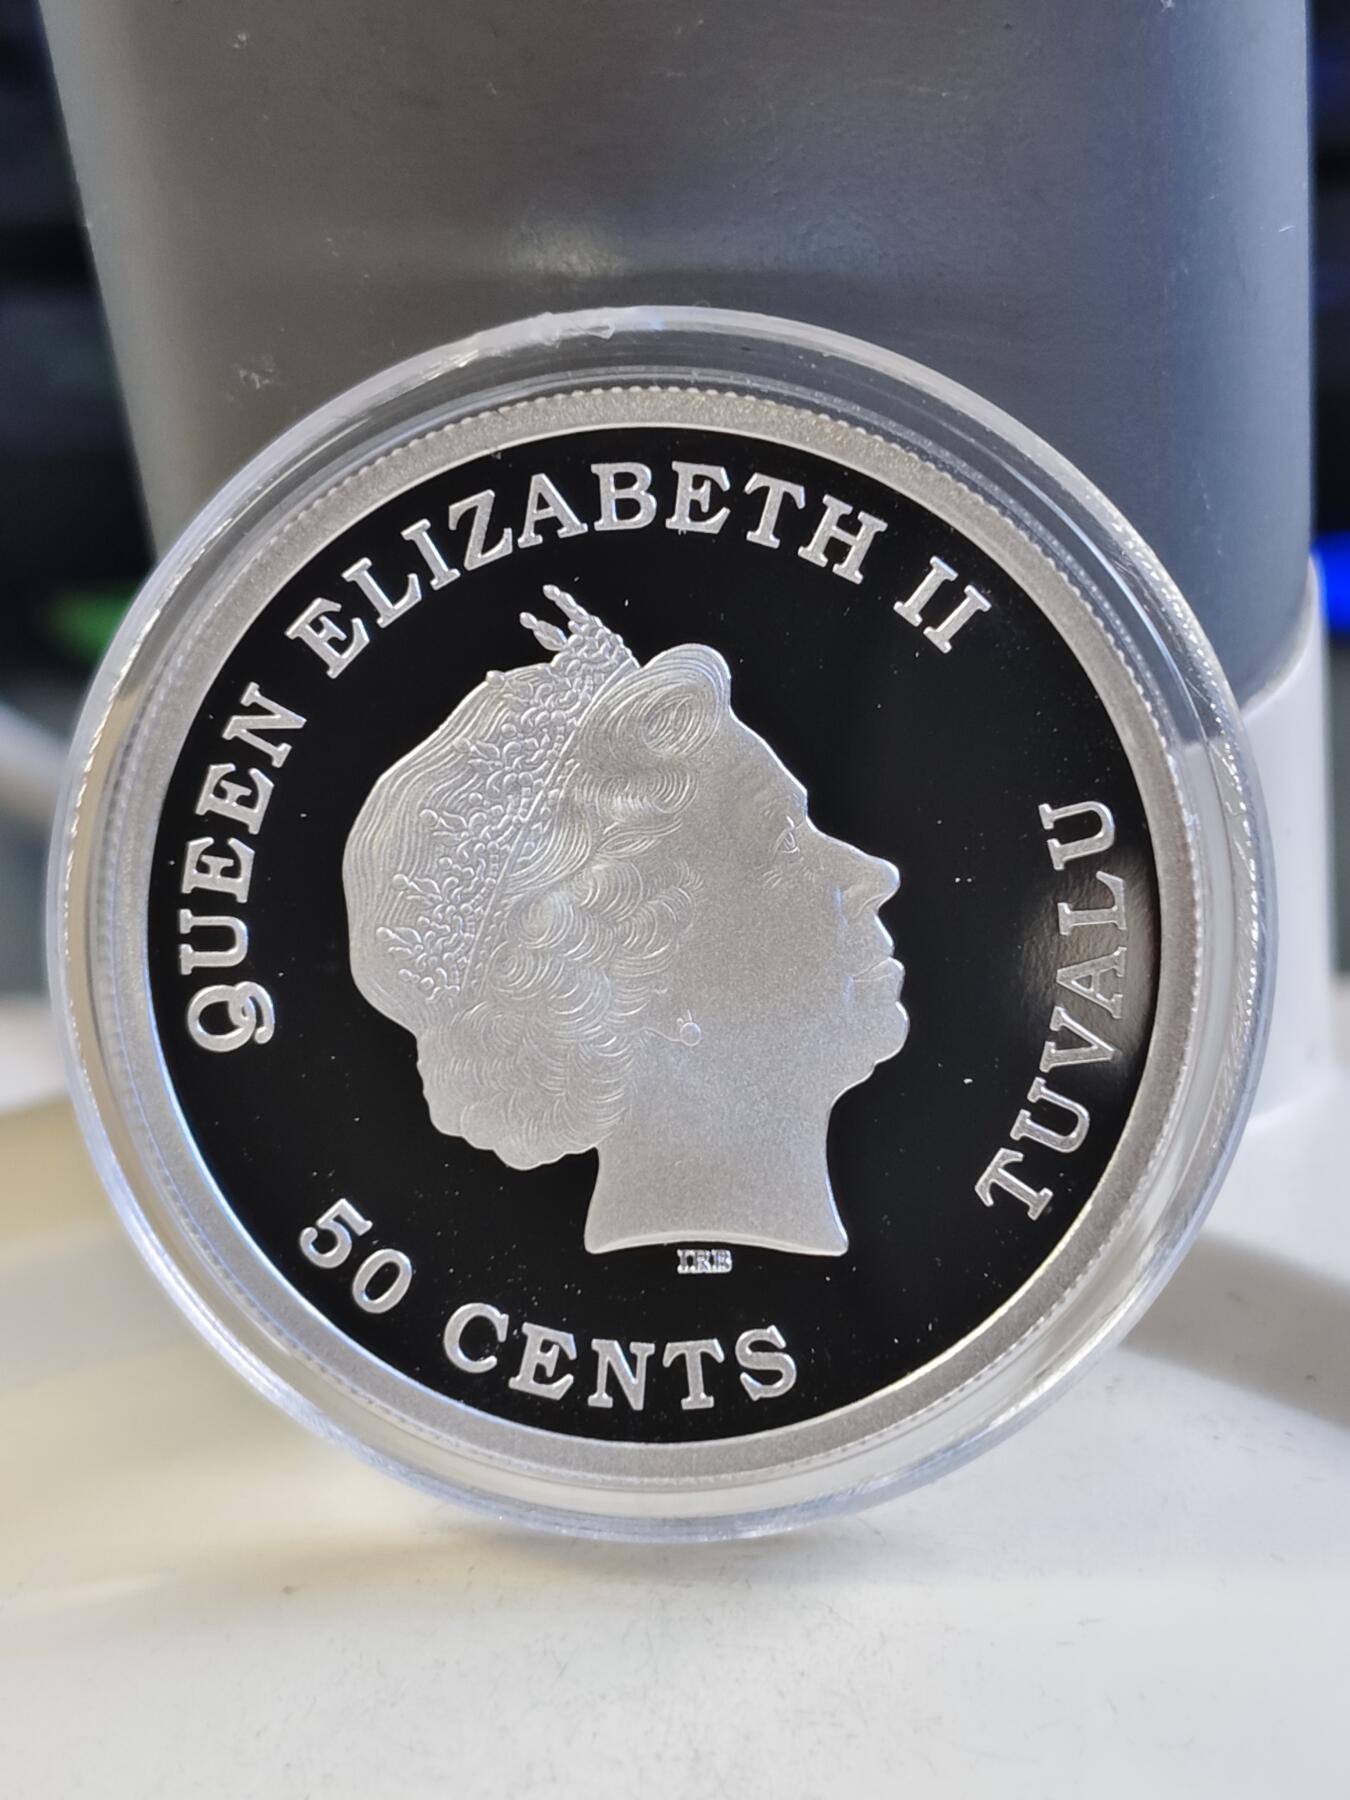 QUEEN ELIZABETH II
TUVALU
50 CENTS
IRB